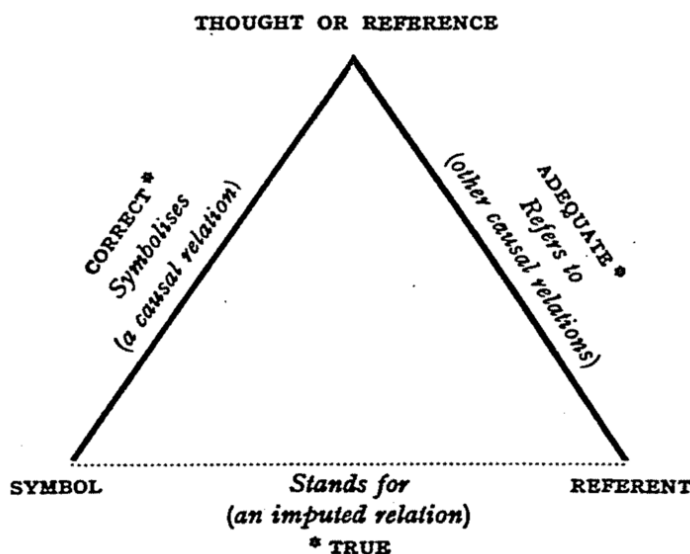 THOUGHT OR REFERENCE
CORRECT*
Symbolises
(a causal relation)
ADEQUATE*
Refers to
(other causal relations)
SYMBOL
Stands for
(an imputed relation)
* TRUE
REFERENT